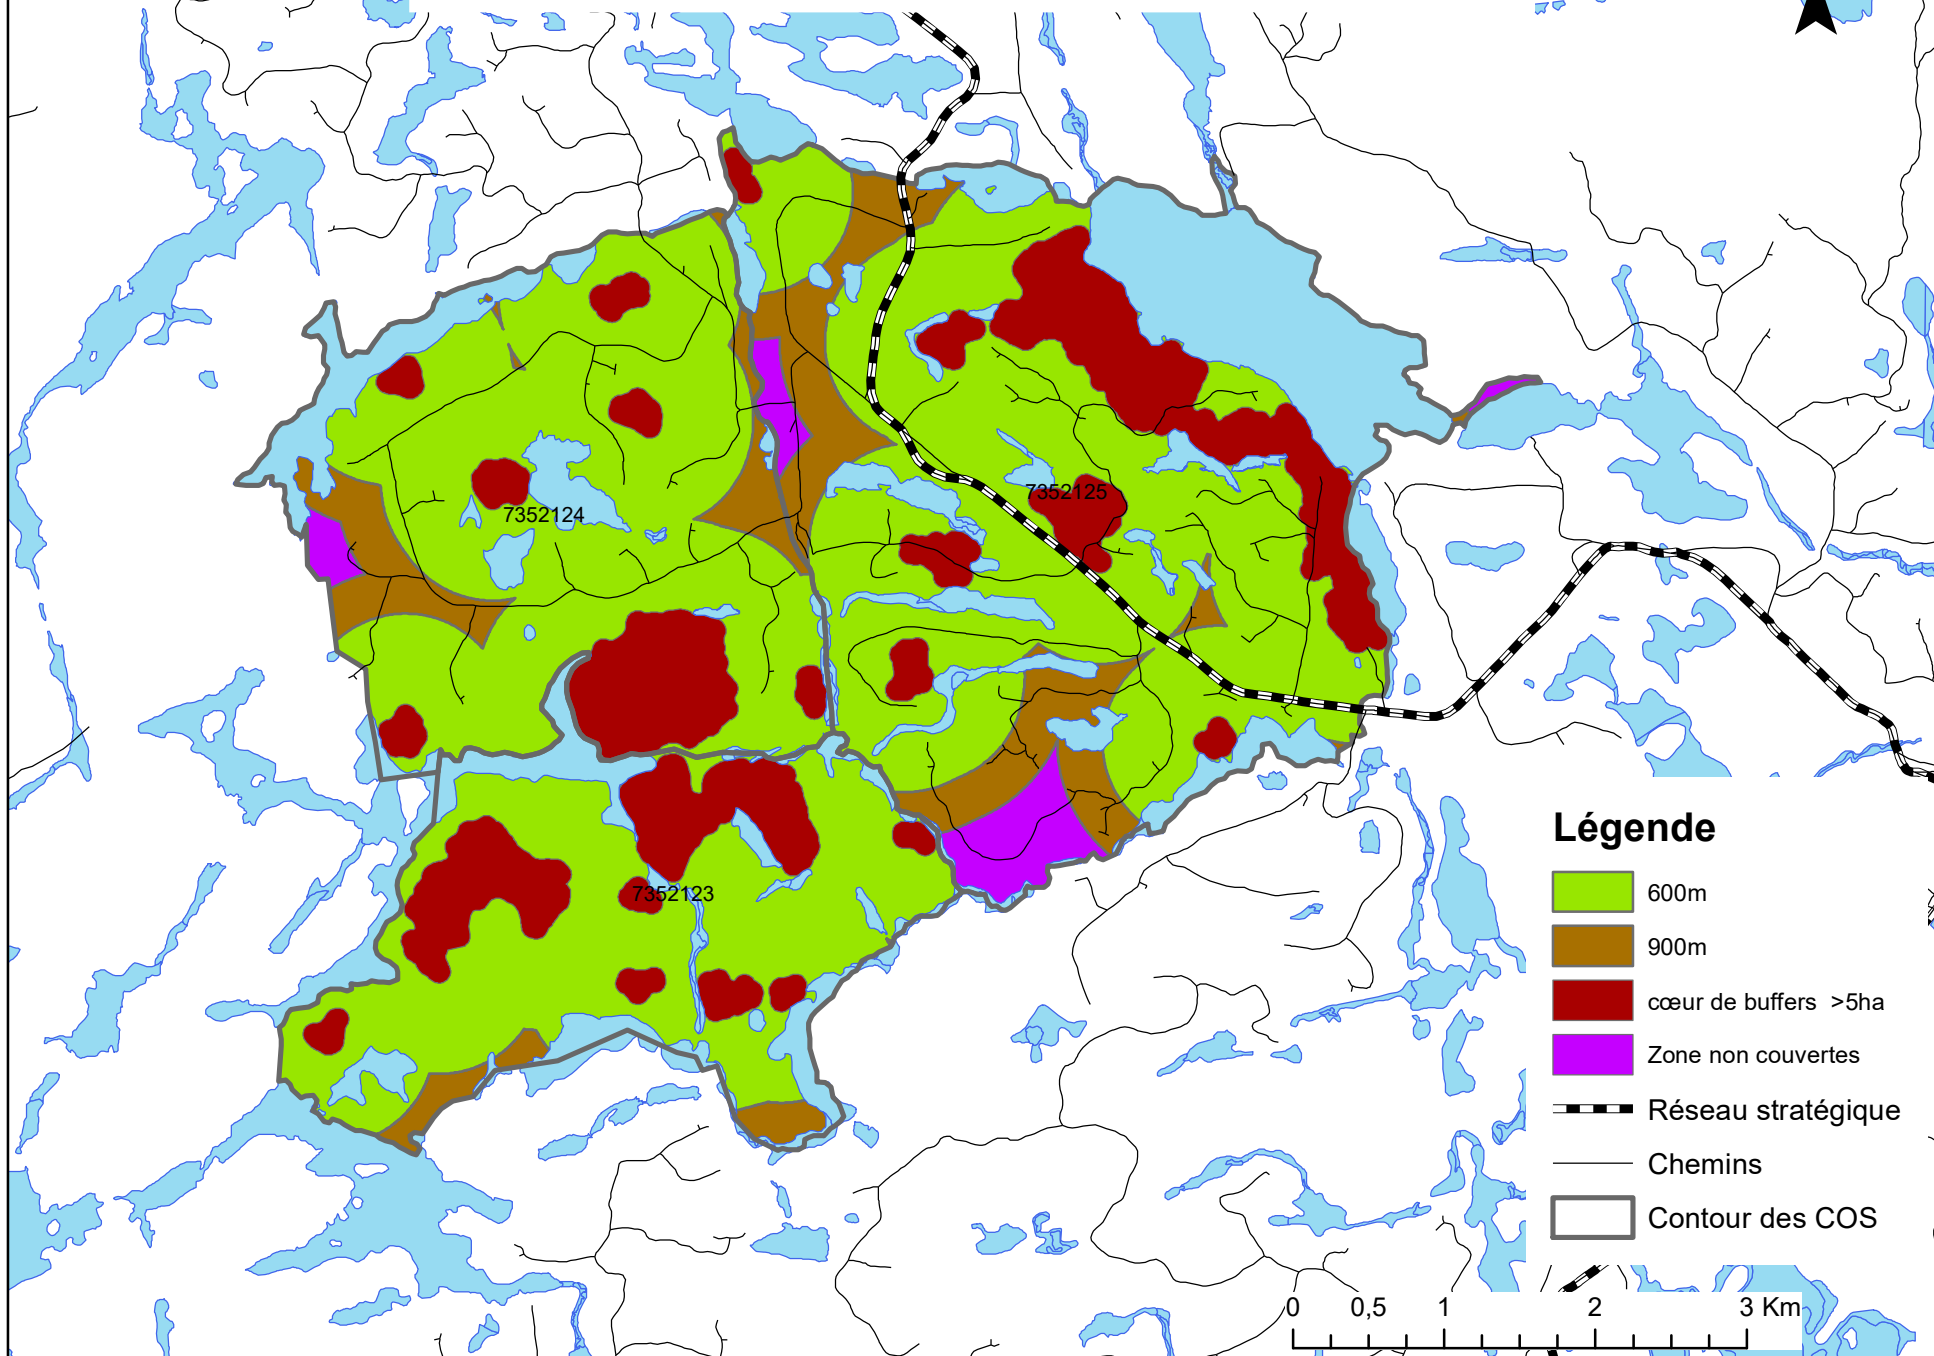 7352124
7352125
7352123
Légende
600m
900m
cœur de buffers >5ha
Zone non couvertes
Réseau stratégique
Chemins
Contour des COS
0 0,5 1 2 3 Km